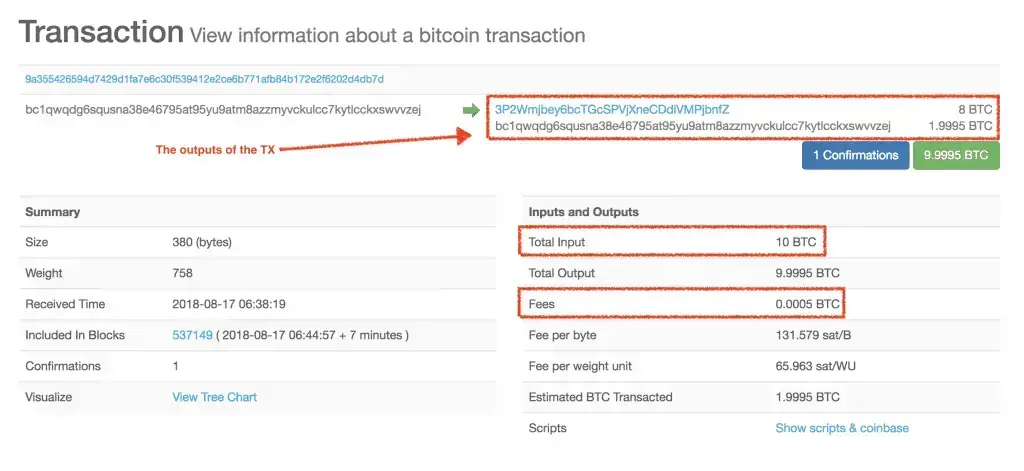 Transaction View information about a bitcoin transaction
9a355426594d7429d1fa7e6c30f539412e2ce6b771afb84b172e2f6202d4db7d
bc1qwqdg6squsna38e46795at95yu9atm8azzmyvckulcc7kytlcckxswvvzej
3P2Wmjbey6bcTGcSPVjXneCDdiVMPjbnfZ 8 BTC
bc1qwqdg6squsna38e46795at95yu9atm8azzmyvckulcc7kytlcckxswvvzej 1.9995 BTC
The outputs of the TX
1 Confirmations 9.9995 BTC
Summary
Size 380 (bytes)
Weight 758
Received Time 2018-08-17 06:38:19
Included In Blocks 537149 ( 2018-08-17 06:44:57 + 7 minutes )
Confirmations 1
Visualize View Tree Chart
Inputs and Outputs
Total Input 10 BTC
Total Output 9.9995 BTC
Fees 0.0005 BTC
Fee per byte 131.579 sat/B
Fee per weight unit 65.963 sat/WU
Estimated BTC Transacted 1.9995 BTC
Scripts Show scripts & coinbase